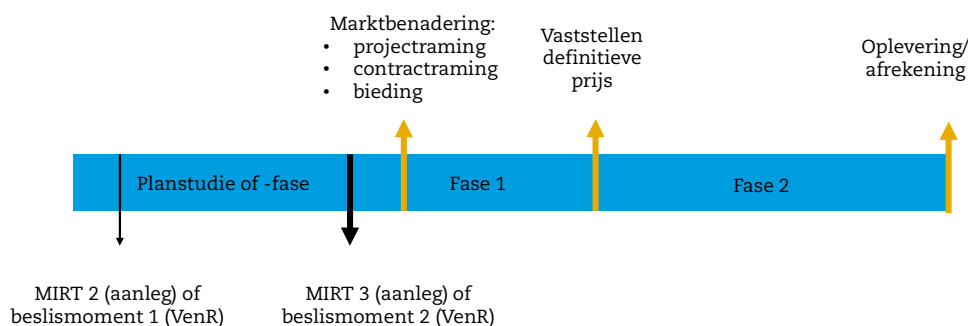 Marktbenadering:
• projectraming
• contractraming
• bieding
Vaststellen
definitieve
prijs
Oplevering/
afrekening
Planstudie of -fase
Fase 1
Fase 2
MIRT 2 (aanleg) of
beslismoment 1 (VenR)
MIRT 3 (aanleg) of
beslismoment 2 (VenR)